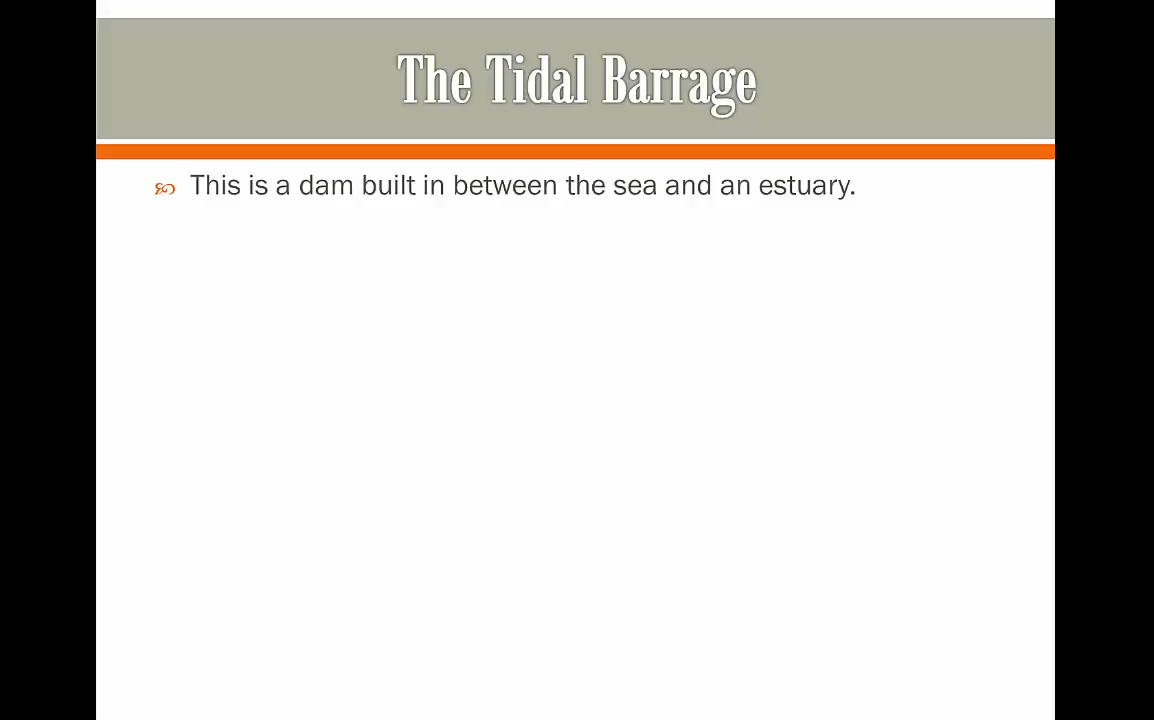 The Tidal Barrage
This is a dam built in between the sea and an estuary.